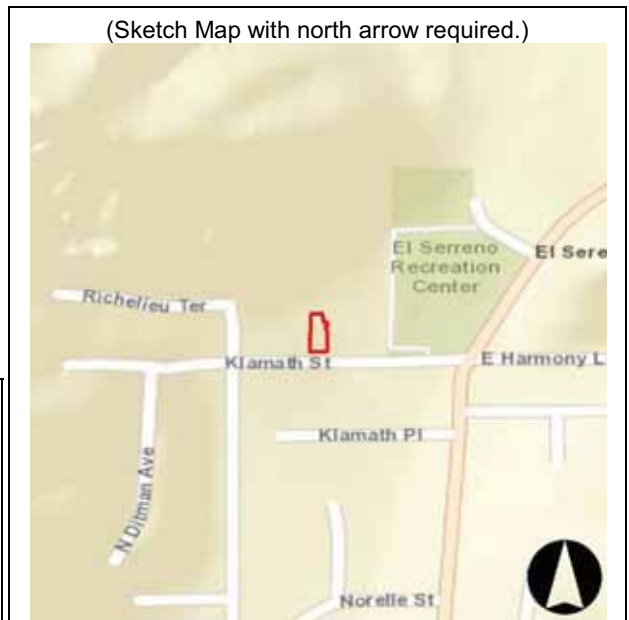 (Sketch Map with north arrow required.)
El Serreno
Recreation
Center
El Sere
Richelieu Ter
Klamath St
E Harmony L
Klamath Pl
N Ditman Ave
Norelle St